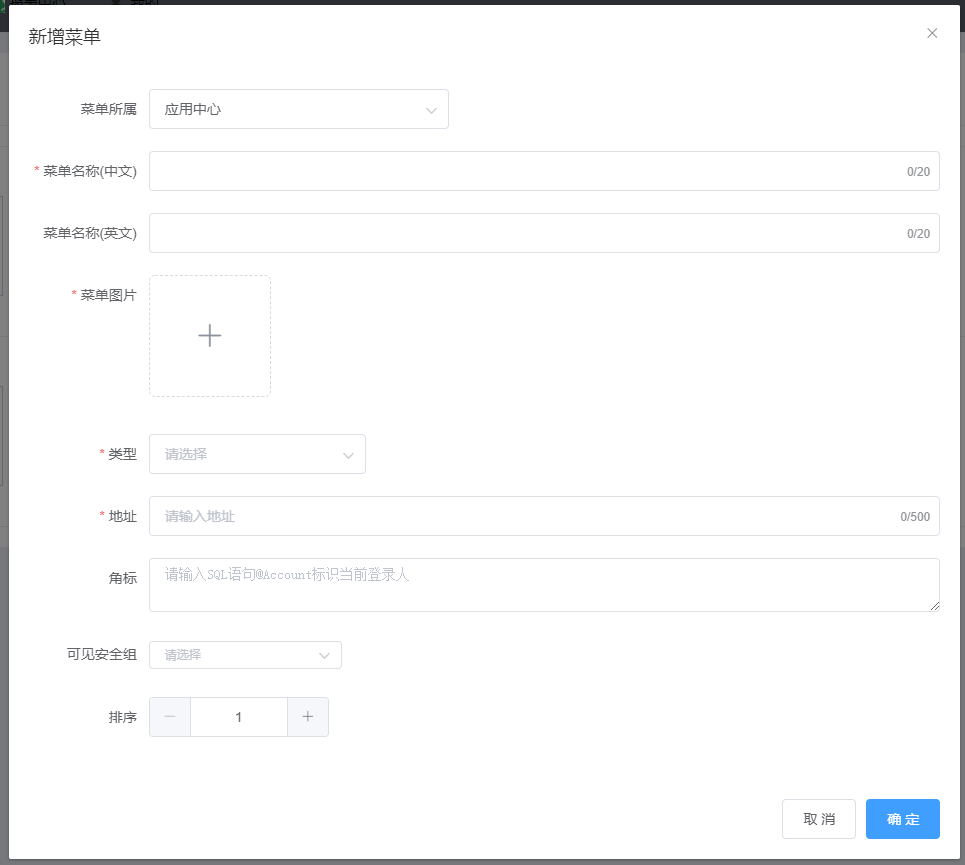 新增菜单
菜单所属 应用中心
* 菜单名称(中文) 0/20
菜单名称(英文) 0/20
* 菜单图片
* 类型 请选择
* 地址 请输入地址 0/500
角标 请输入SQL语句@Account标识当前登录人
可见安全组 请选择
排序 1
取消 确定